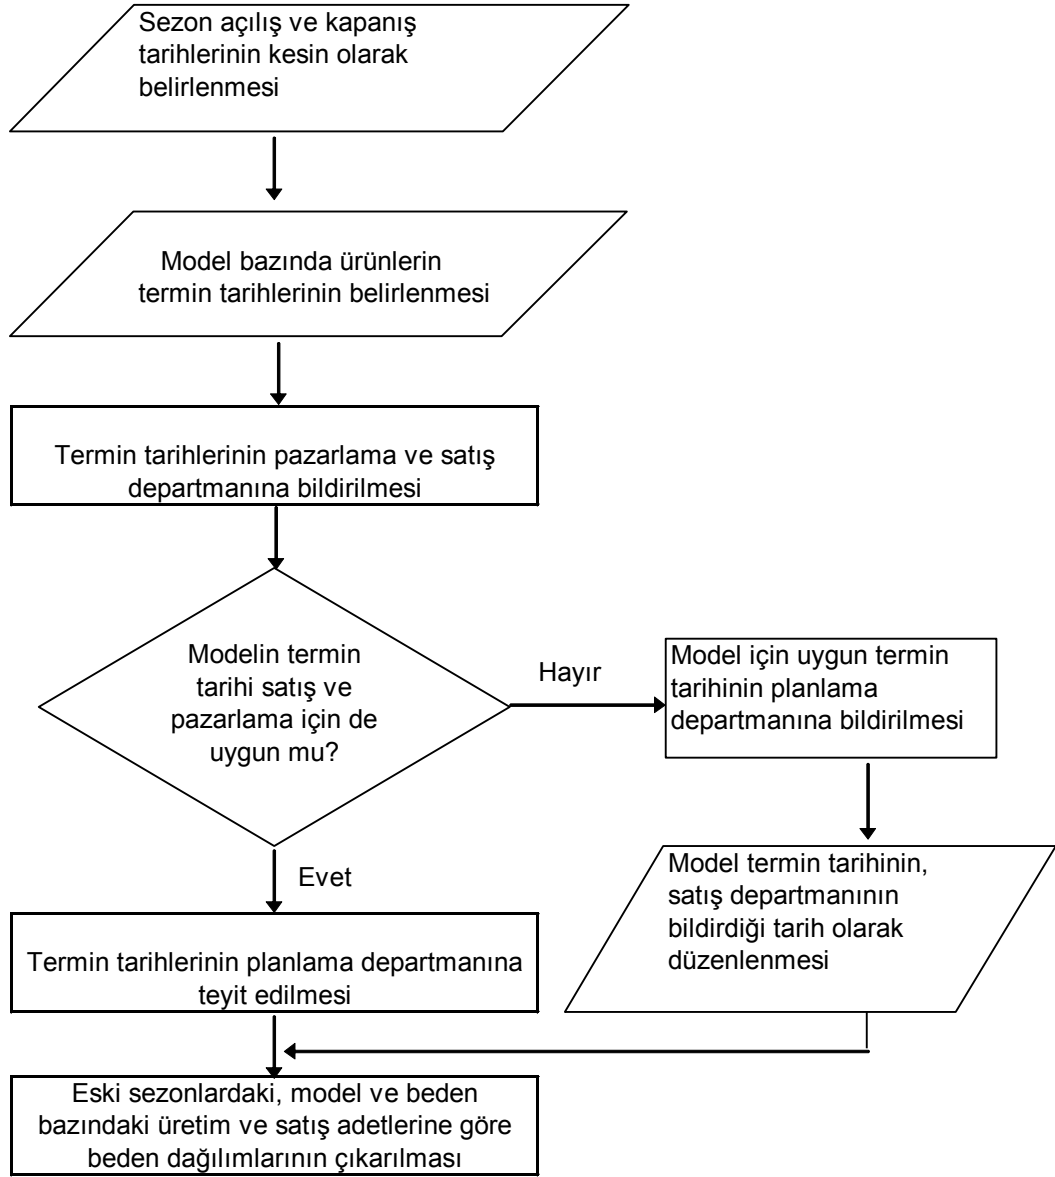 Sezon açılış ve kapanış
tarihlerinin kesin olarak
belirlenmesi
Model bazında ürünlerin
termin tarihlerinin belirlenmesi
Termin tarihlerinin pazarlama ve satış
departmanına bildirilmesi
Modelin termin
tarihi satış ve
pazarlama için de
uygun mu?
Hayır
Model için uygun termin
tarihinin planlama
departmanına bildirilmesi
Model termin tarihinin,
satış departmanının
bildirdiği tarih olarak
düzenlenmesi
Evet
Termin tarihlerinin planlama departmanına
teyit edilmesi
Eski sezonlardaki, model ve beden
bazındaki üretim ve satış adetlerine göre
beden dağılımlarının çıkarılması